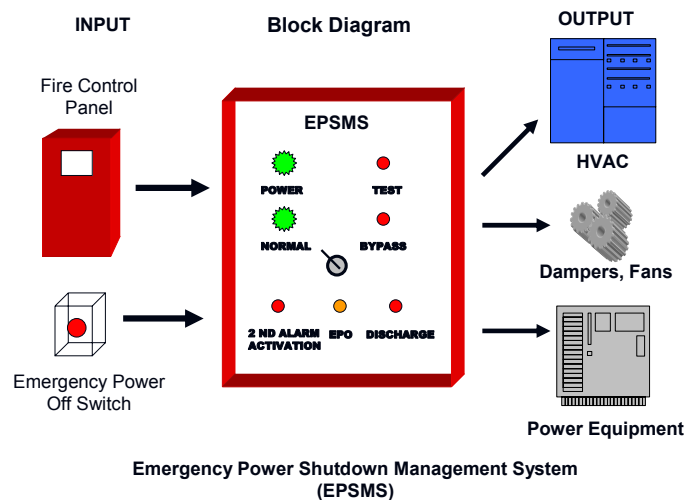 INPUT
Block Diagram
OUTPUT
Fire Control
Panel
EPSMS
POWER
TEST
NORMAL
BYPASS
2 ND ALARM
ACTIVATION
EPO
DISCHARGE
Emergency Power
Off Switch
HVAC
Dampers, Fans
Power Equipment
Emergency Power Shutdown Management System
(EPSMS)